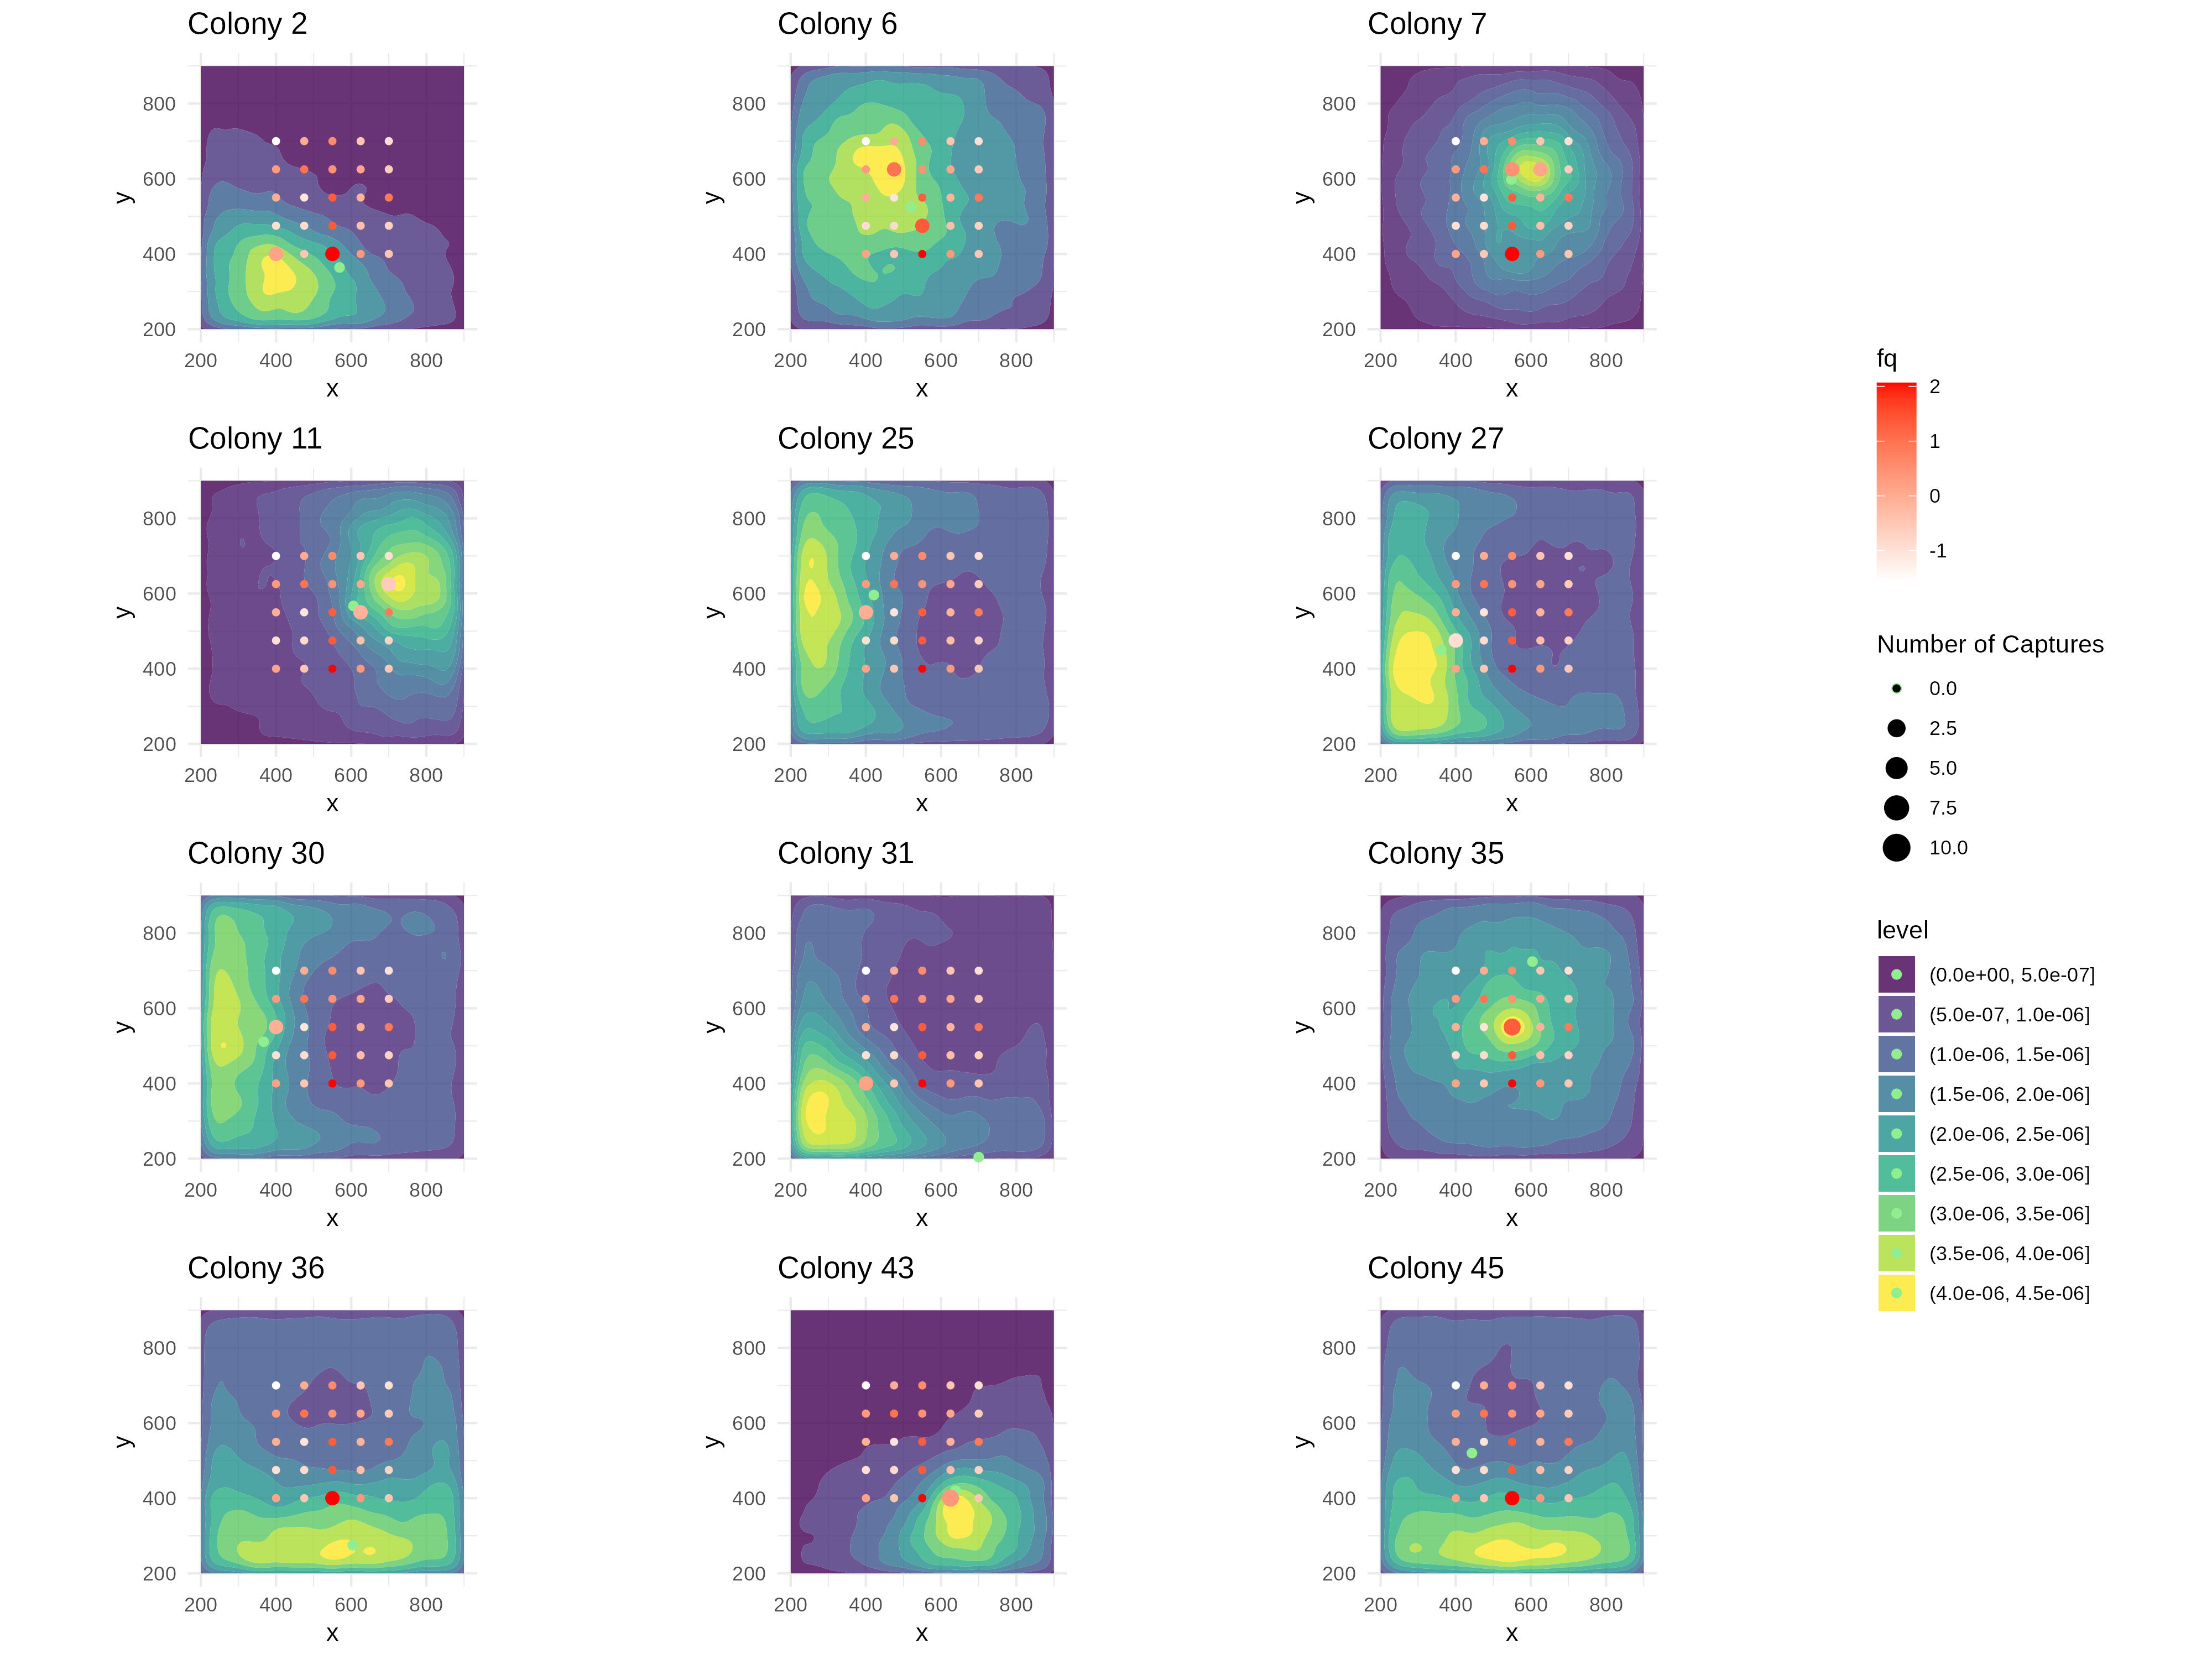 Colony 2
Colony 6
Colony 7
800
600
400
200
y
200 400 600 800
x
800
600
400
200
y
200 400 600 800
x
800
600
400
200
y
200 400 600 800
x
Colony 11
Colony 25
Colony 27
800
600
400
200
y
200 400 600 800
x
800
600
400
200
y
200 400 600 800
x
800
600
400
200
y
200 400 600 800
x
Colony 30
Colony 31
Colony 35
800
600
400
200
y
200 400 600 800
x
800
600
400
200
y
200 400 600 800
x
800
600
400
200
y
200 400 600 800
x
Colony 36
Colony 43
Colony 45
800
600
400
200
y
200 400 600 800
x
800
600
400
200
y
200 400 600 800
x
800
600
400
200
y
200 400 600 800
x
fq
2
1
0
-1
Number of Captures
0.0
2.5
5.0
7.5
10.0
level
(0.0e+00, 5.0e-07]
(5.0e-07, 1.0e-06]
(1.0e-06, 1.5e-06]
(1.5e-06, 2.0e-06]
(2.0e-06, 2.5e-06]
(2.5e-06, 3.0e-06]
(3.0e-06, 3.5e-06]
(3.5e-06, 4.0e-06]
(4.0e-06, 4.5e-06]